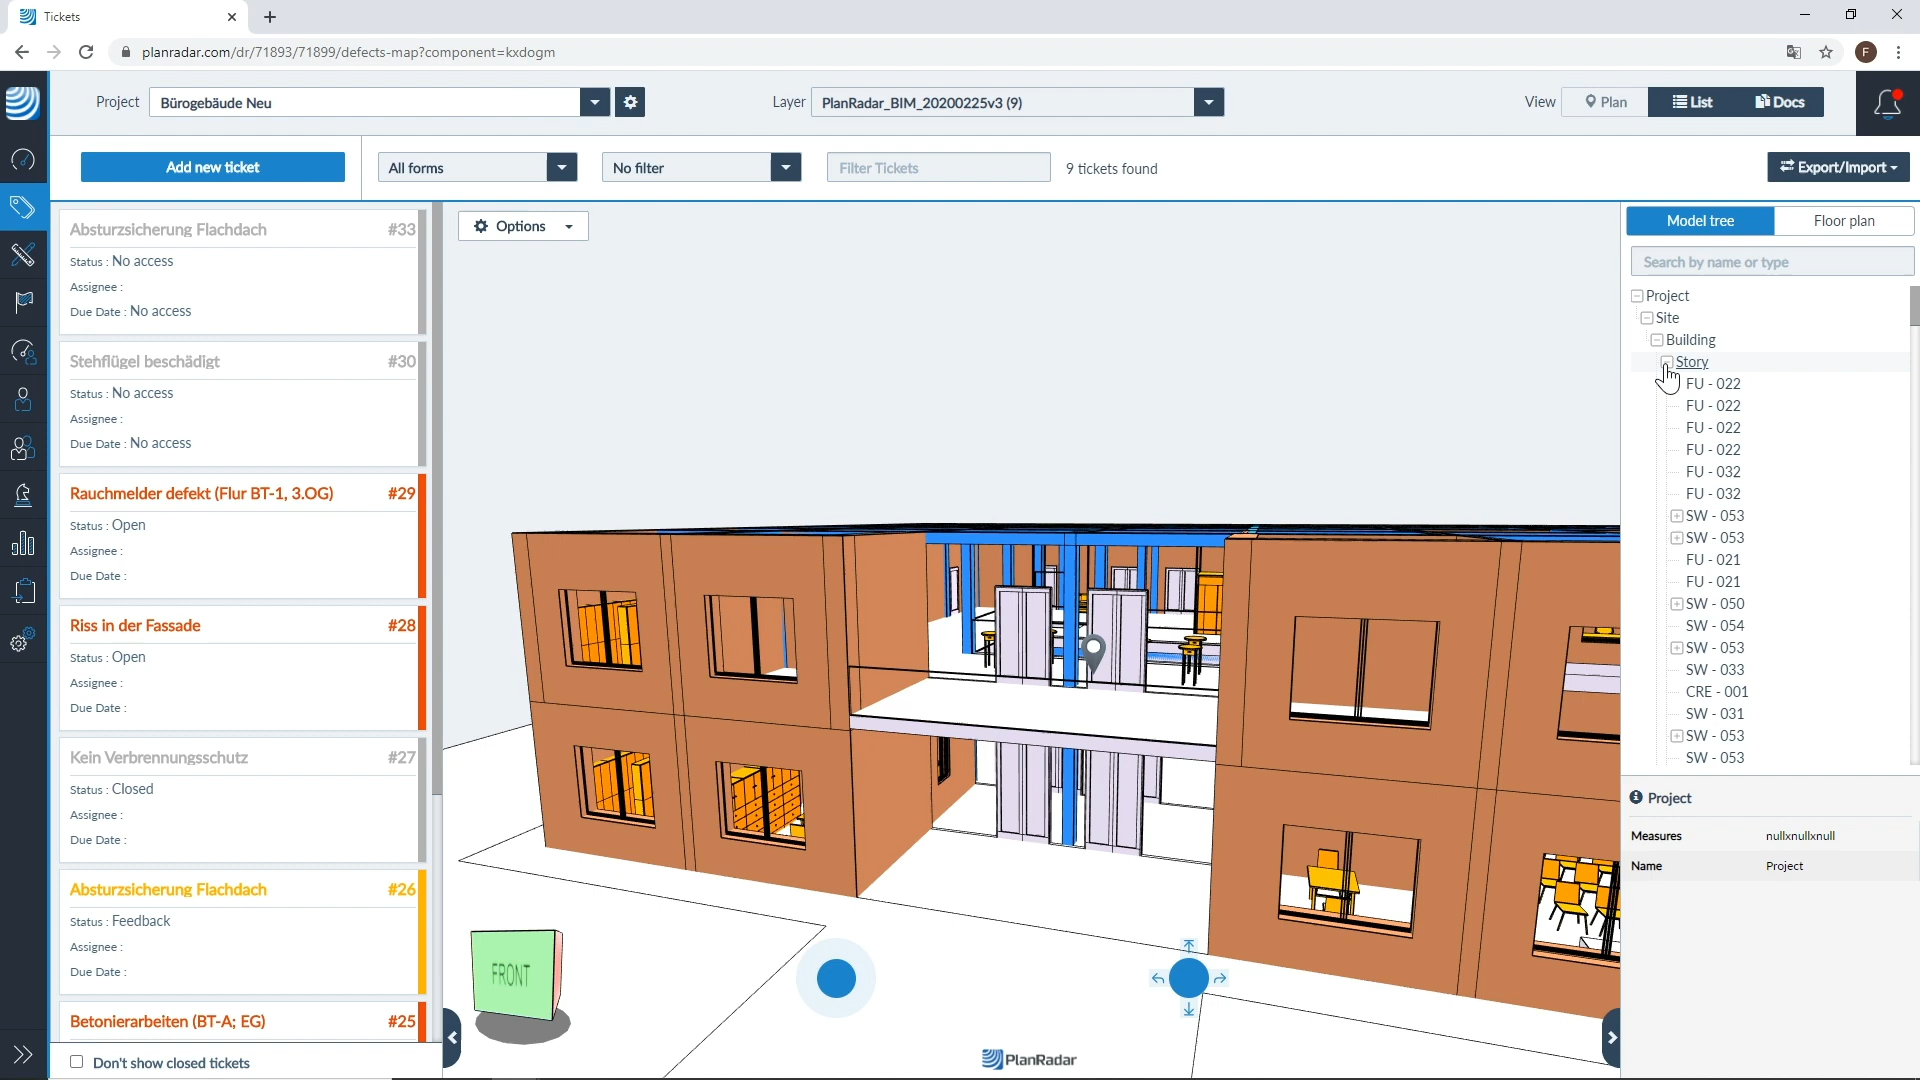 Tickets
planradar.com/dr/71893/71899/defects-map?component=kxdogm
F
Project
Bürogebäude Neu
Layer
PlanRadar_BIM_20200225v3 (9)
View
Plan
List
Docs
Add new ticket
All forms
No filter
Filter Tickets
9 tickets found
Export/Import
Absturzsicherung Flachdach #33
Status : No access
Assignee :
Due Date : No access
Stehflügel beschädigt #30
Status : No access
Assignee :
Due Date : No access
Rauchmelder defekt (Flur BT-1, 3.OG) #29
Status : Open
Assignee :
Due Date :
Riss in der Fassade #28
Status : Open
Assignee :
Due Date :
Kein Verbrennungsschutz #27
Status : Closed
Assignee :
Due Date :
Absturzsicherung Flachdach #26
Status : Feedback
Assignee :
Due Date :
Betonierarbeiten (BT-A; EG) #25
Don't show closed tickets
Options
FRONT
PlanRadar
Model tree
Floor plan
Search by name or type
Project
Site
Building
Story
FU - 022
FU - 022
FU - 022
FU - 022
FU - 032
FU - 032
SW - 053
SW - 053
FU - 021
FU - 021
SW - 050
SW - 054
SW - 053
SW - 033
CRE - 001
SW - 031
SW - 053
SW - 053
Project
Measures nullxnullxnull
Name Project